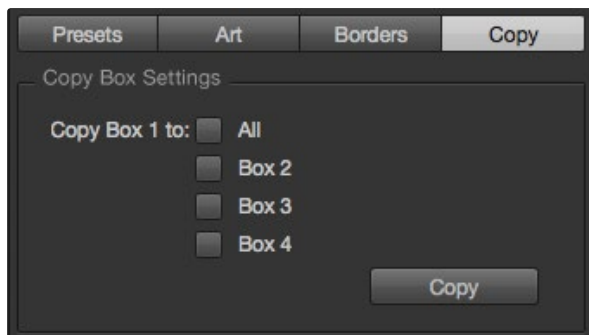 Presets Art Borders Copy
Copy Box Settings
Copy Box 1 to: All
Box 2
Box 3
Box 4
Copy